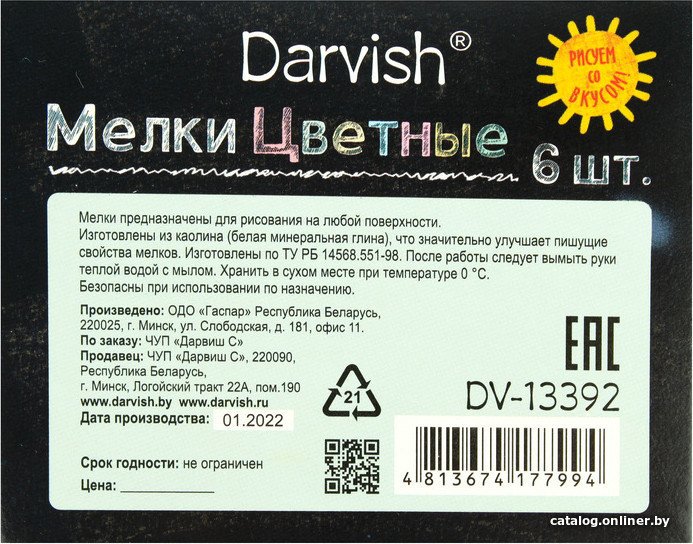 Darvish®
РИСУЕМ
СО
ВКУСОМ!
Мелки Цветные
6 шт.
Мелки предназначены для рисования на любой поверхности.
Изготовлены из каолина (белая минеральная глина), что значительно улучшает пишущие
свойства мелков. Изготовлены по ТУ РБ 14568.551-98. После работы следует вымыть руки
теплой водой с мылом. Хранить в сухом месте при температуре 0 °С.
Безопасны при использовании по назначению.
Произведено: ОДО «Гаспар» Республика Беларусь,
220025, г. Минск, ул. Слободская, д. 181, офис 11.
По заказу: ЧУП «Дарвиш С»
Продавец: ЧУП «Дарвиш С», 220090,
Республика Беларусь,
г. Минск, Логойский тракт 22А, пом.190
www.darvish.by www.darvish.ru
Дата производства: 01.2022
Срок годности: не ограничен
Цена: ____________
21
EAC
DV-13392
4 813674 177994
catalog.onliner.by